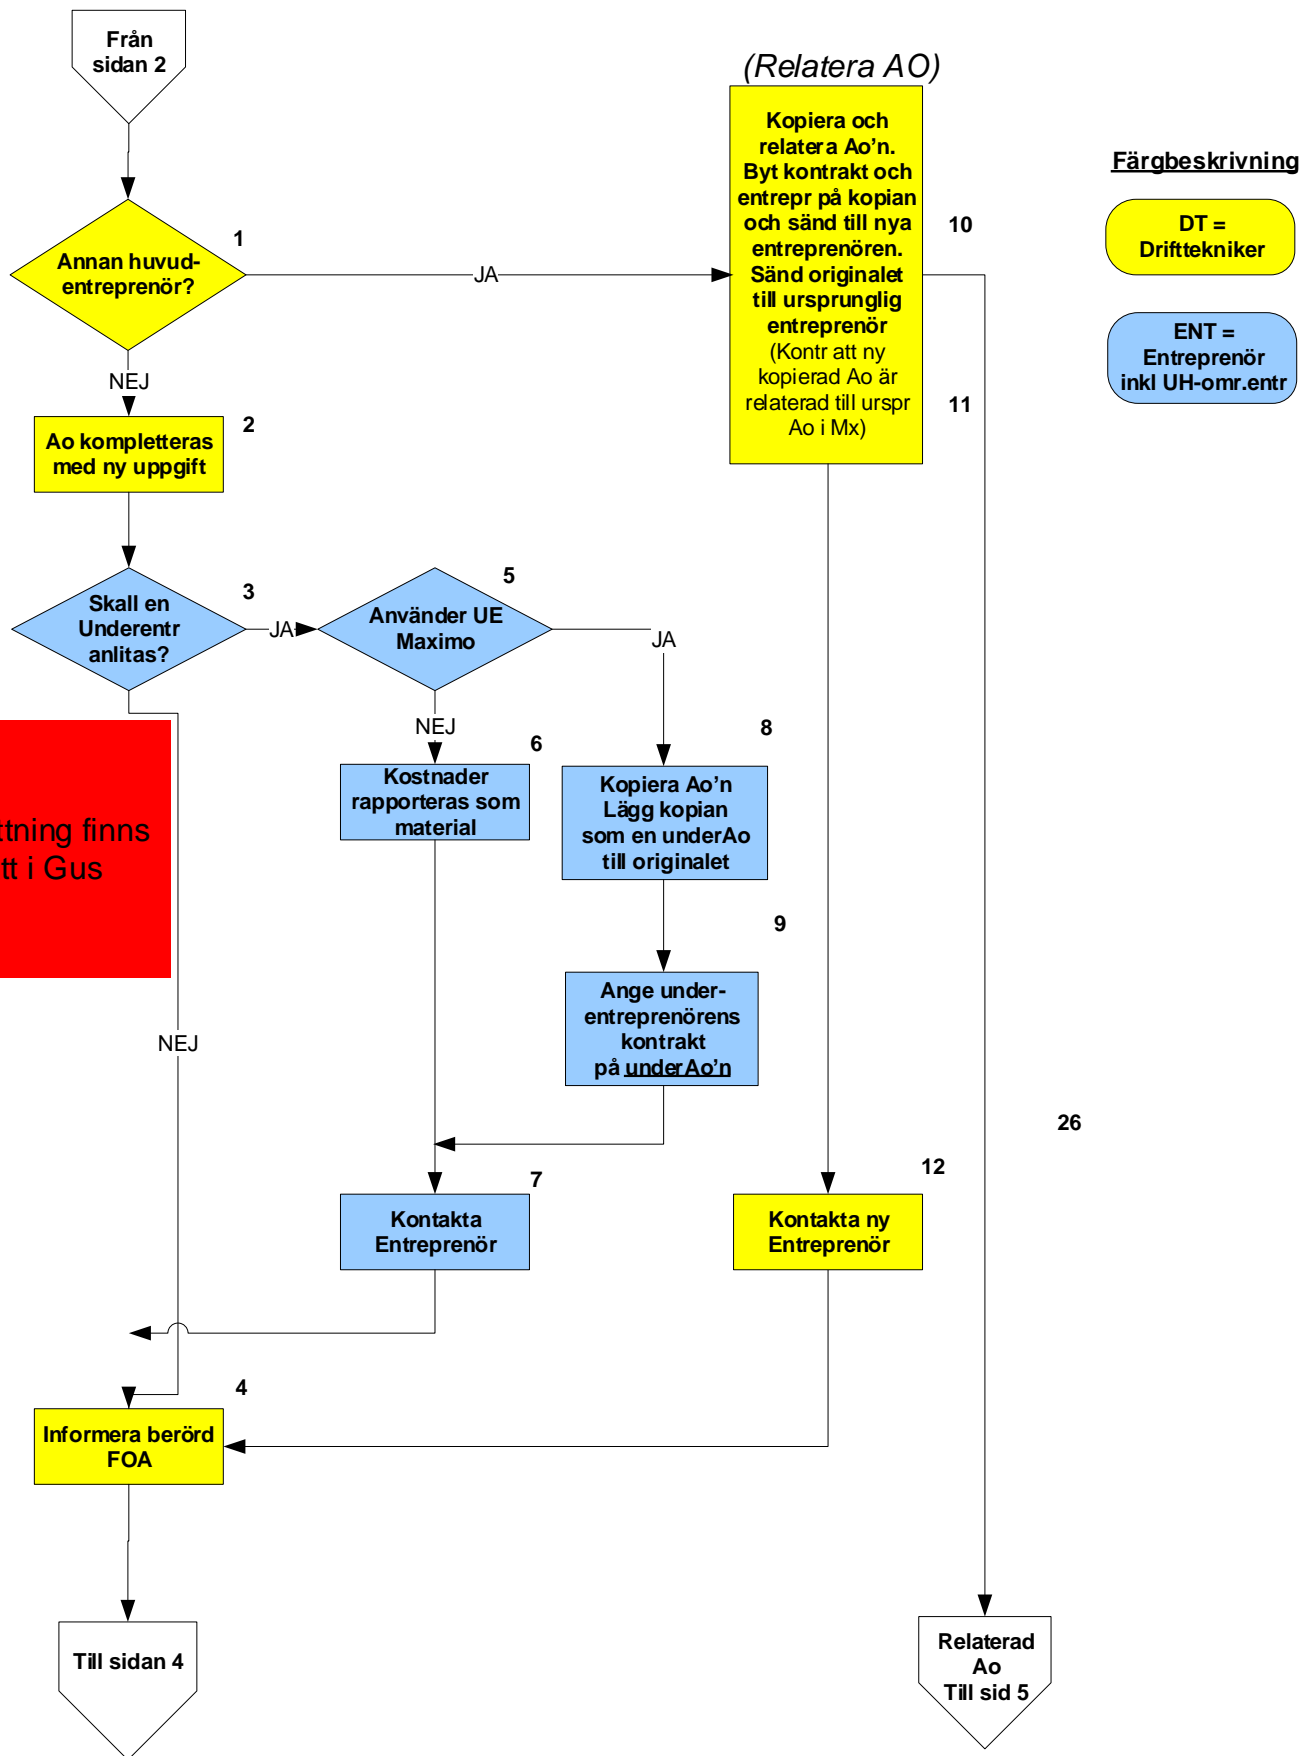 Från
sidan 2
(Relatera AO)
Kopiera och
relatera Ao'n.
Byt kontrakt och
entrepr på kopian
och sänd till nya
entreprenören.
Sänd originalet
till ursprunglig
entreprenör
(Kontr att ny
kopierad Ao är
relaterad till urspr
Ao i Mx)
10
11
Färgbeskrivning
DT =
Drifttekniker
ENT =
Entreprenör
inkl UH-omr.entr
1
Annan huvud-
entreprenör?
JA
NEJ
2
Ao kompletteras
med ny uppgift
3
Skall en
Underentr
anlitas?
JA
5
Använder UE
Maximo
JA
NEJ
6
Kostnader
rapporteras som
material
8
Kopiera Ao'n
Lägg kopian
som en underAo
till originalet
ttning finns
tt i Gus
9
Ange under-
entreprenörens
kontrakt
på underAo'n
NEJ
26
7
Kontakta
Entreprenör
12
Kontakta ny
Entreprenör
4
Informera berörd
FOA
Till sidan 4
Relaterad
Ao
Till sid 5